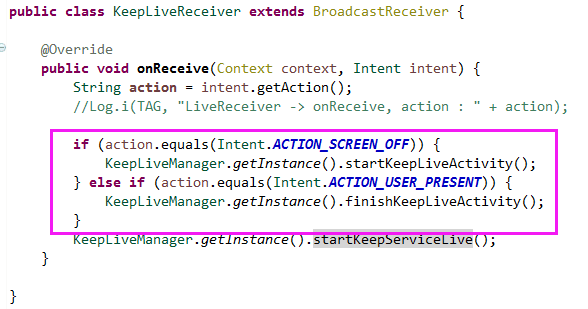 public class KeepLiveReceiver extends BroadcastReceiver {
@Override
public void onReceive(Context context, Intent intent) {
String action = intent.getAction();
//Log.i(TAG, "LiveReceiver -> onReceive, action : " + action);
if (action.equals(Intent.ACTION_SCREEN_OFF)) {
KeepLiveManager.getInstance().startKeepLiveActivity();
} else if (action.equals(Intent.ACTION_USER_PRESENT)) {
KeepLiveManager.getInstance().finishKeepLiveActivity();
}
KeepLiveManager.getInstance().startKeepServiceLive();
}
}